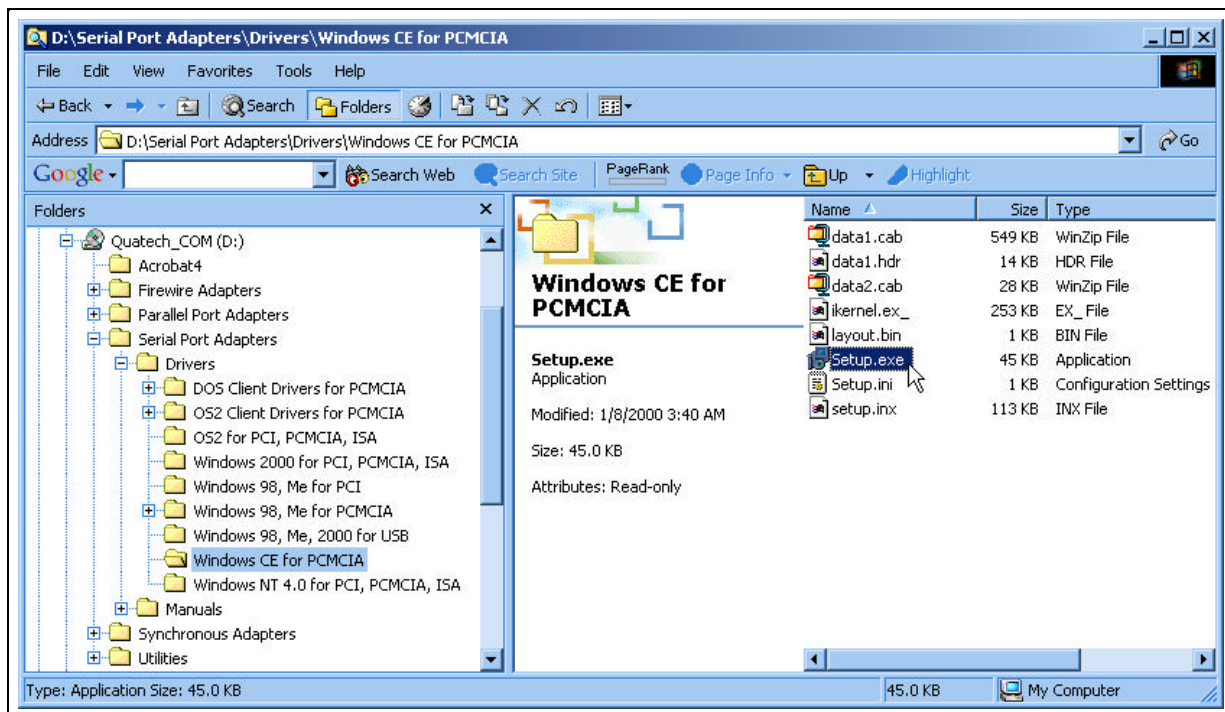 D:\Serial Port Adapters\Drivers\Windows CE for PCMCIA
File Edit View Favorites Tools Help
Back Search Folders
Address D:\Serial Port Adapters\Drivers\Windows CE for PCMCIA Go
Google Search Web Search Site PageRank Page Info Up Highlight
Folders
Quatech_COM (D:)
Acrobat4
Firewire Adapters
Parallel Port Adapters
Serial Port Adapters
Drivers
DOS Client Drivers for PCMCIA
OS2 Client Drivers for PCMCIA
OS2 for PCI, PCMCIA, ISA
Windows 2000 for PCI, PCMCIA, ISA
Windows 98, Me for PCI
Windows 98, Me for PCMCIA
Windows 98, Me, 2000 for USB
Windows CE for PCMCIA
Windows NT 4.0 for PCI, PCMCIA, ISA
Manuals
Synchronous Adapters
Utilities
Windows CE for
PCMCIA
Setup.exe
Application
Modified: 1/8/2000 3:40 AM
Size: 45.0 KB
Attributes: Read-only
Name Size Type
data1.cab 549 KB WinZip File
data1.hdr 14 KB HDR File
data2.cab 28 KB WinZip File
ikernel.ex_ 253 KB EX_ File
layout.bin 1 KB BIN File
Setup.exe 45 KB Application
Setup.ini 1 KB Configuration Settings
setup.inx 113 KB INX File
Type: Application Size: 45.0 KB 45.0 KB My Computer